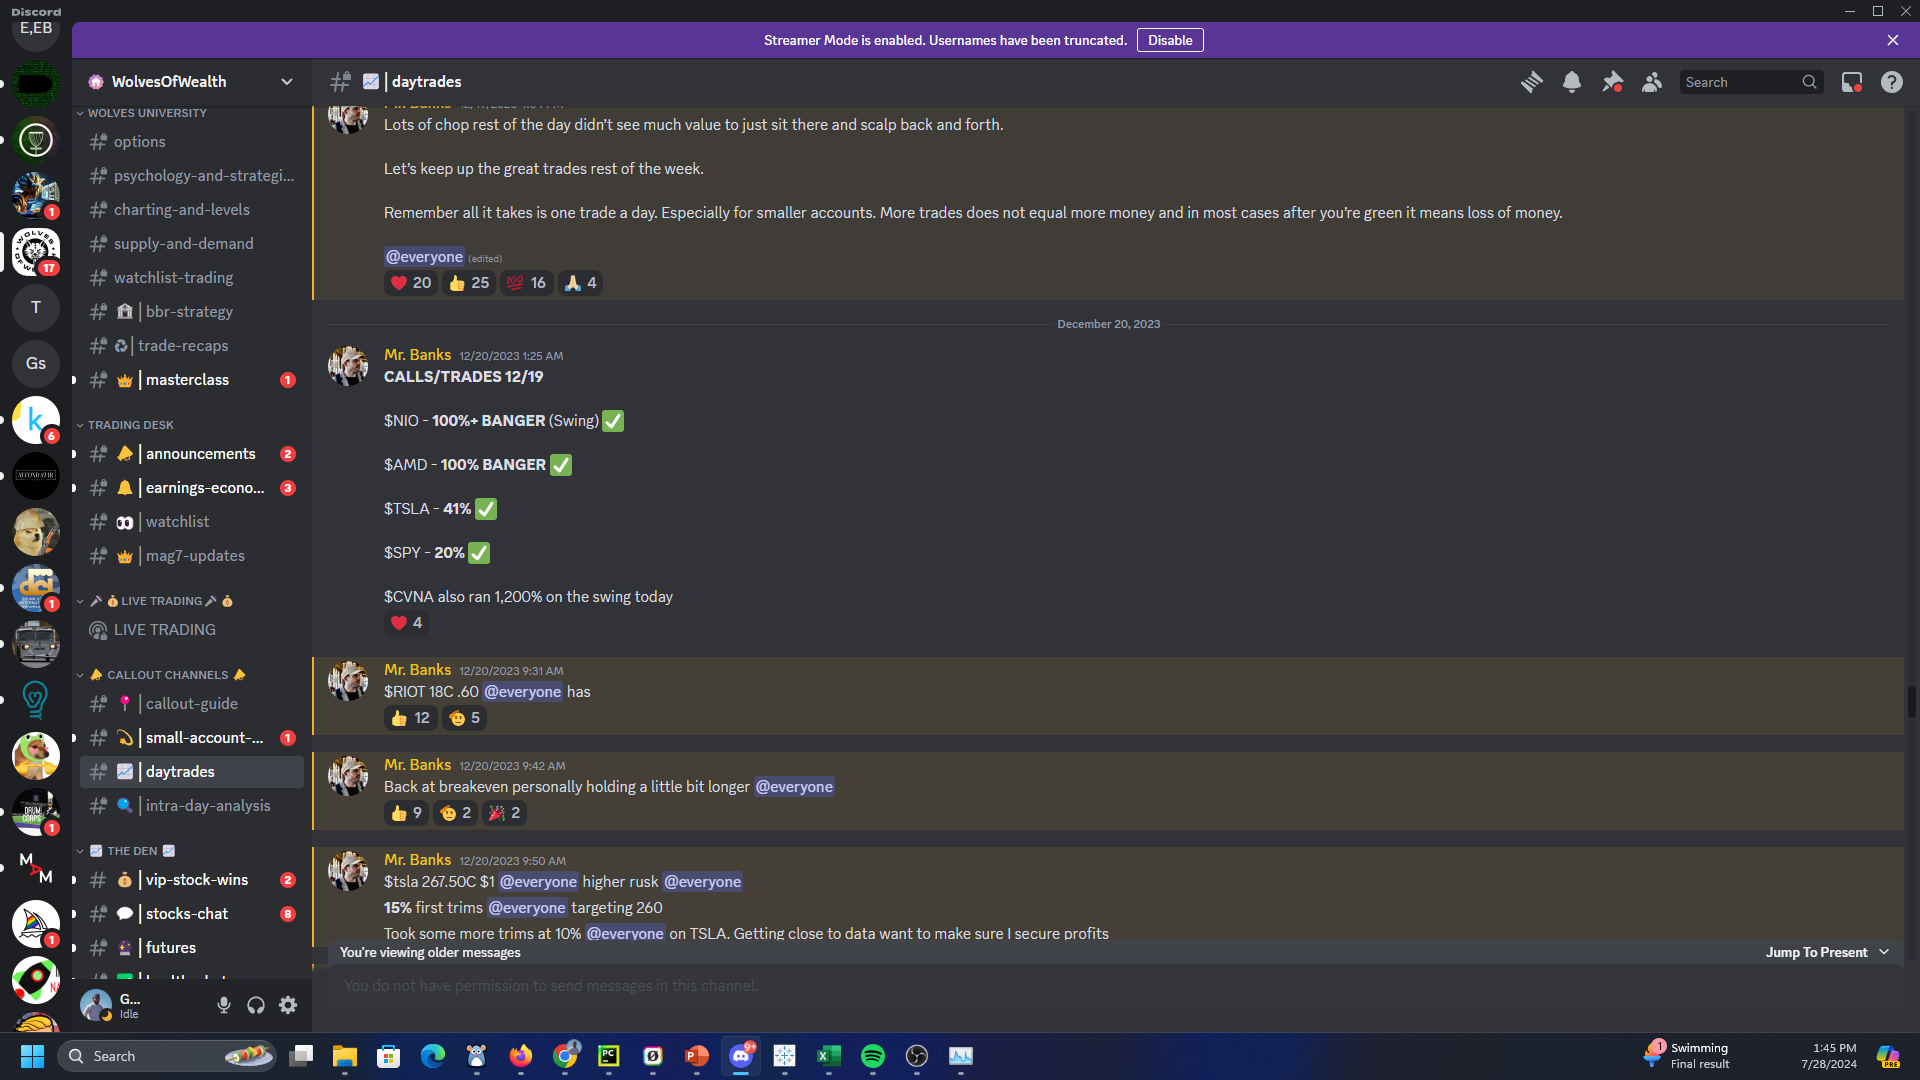 Discord
E,EB
Streamer Mode is enabled. Usernames have been truncated.
Disable
WolvesOfWealth
| daytrades
Search
1
17
T
Gs
k
6
SECOND STAR
dci
1
DRUM CORPS
1
M A M
1
WOLVES UNIVERSITY
options
psychology-and-strategi...
charting-and-levels
supply-and-demand
watchlist-trading
| bbr-strategy
| trade-recaps
| masterclass 1
TRADING DESK
| announcements 2
| earnings-econo... 3
| watchlist
| mag7-updates
LIVE TRADING
LIVE TRADING
CALLOUT CHANNELS
| callout-guide
| small-account-... 1
| daytrades
| intra-day-analysis
THE DEN
| vip-stock-wins 2
| stocks-chat 8
| futures
G...
Idle
Mr. Banks
Lots of chop rest of the day didn't see much value to just sit there and scalp back and forth.
Let's keep up the great trades rest of the week.
Remember all it takes is one trade a day. Especially for smaller accounts. More trades does not equal more money and in most cases after you're green it means loss of money.
@everyone (edited)
❤️ 20 👍 25 💯 16 🙏 4
December 20, 2023
Mr. Banks 12/20/2023 1:25 AM
CALLS/TRADES 12/19
$NIO - 100%+ BANGER (Swing) ✅
$AMD - 100% BANGER ✅
$TSLA - 41% ✅
$SPY - 20% ✅
$CVNA also ran 1,200% on the swing today
❤️ 4
Mr. Banks 12/20/2023 9:31 AM
$RIOT 18C .60 @everyone has
👍 12 🫡 5
Mr. Banks 12/20/2023 9:42 AM
Back at breakeven personally holding a little bit longer @everyone
👍 9 🫡 2 🎉 2
Mr. Banks 12/20/2023 9:50 AM
$tsla 267.50C $1 @everyone higher rusk @everyone
15% first trims @everyone targeting 260
Took some more trims at 10% @everyone on TSLA. Getting close to data want to make sure I secure profits
You're viewing older messages
Jump To Present
You do not have permission to send messages in this channel.
Search
PC
9+
1
Swimming
Final result
1:45 PM
7/28/2024
PRE